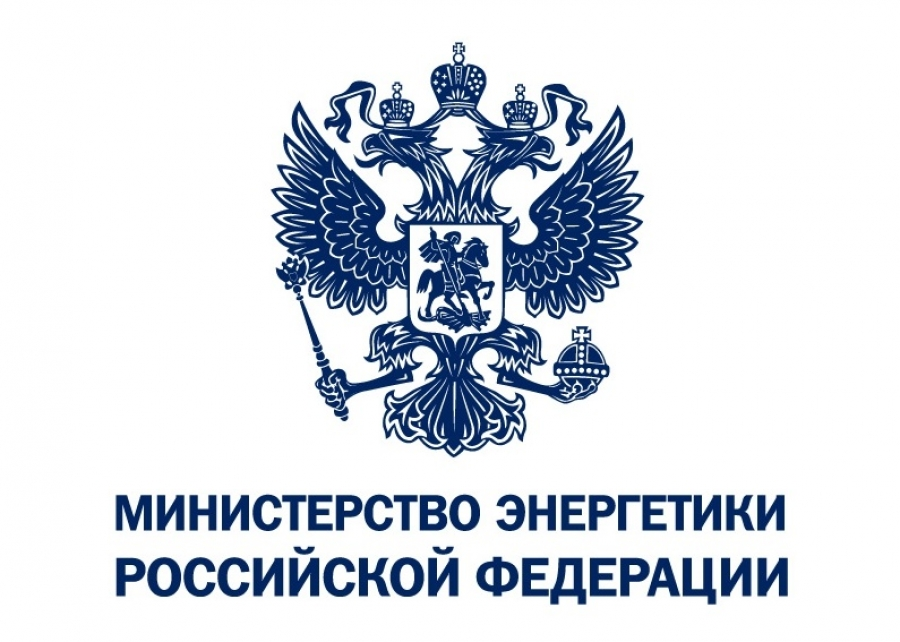 МИНИСТЕРСТВО ЭНЕРГЕТИКИ
РОССИЙСКОЙ ФЕДЕРАЦИИ